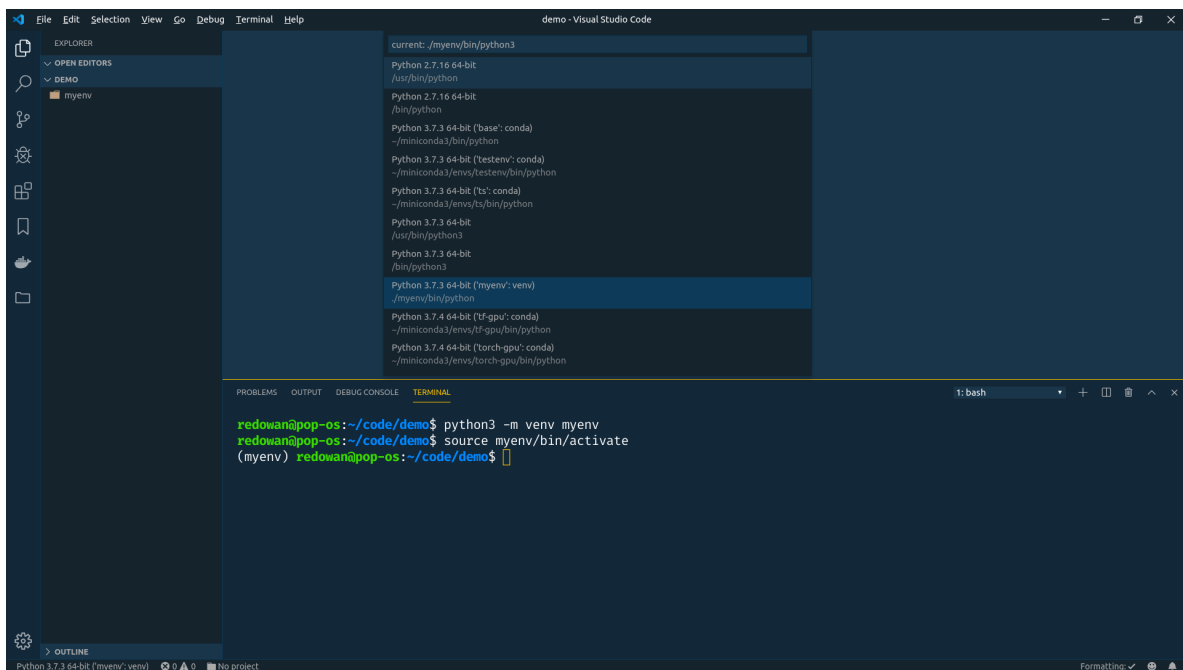 File Edit Selection View Go Debug Terminal Help
demo - Visual Studio Code
EXPLORER
OPEN EDITORS
DEMO
myenv
current: ./myenv/bin/python3
Python 2.7.16 64-bit
/usr/bin/python
Python 2.7.16 64-bit
/bin/python
Python 3.7.3 64-bit ('base': conda)
~/miniconda3/bin/python
Python 3.7.3 64-bit ('testenv': conda)
~/miniconda3/envs/testenv/bin/python
Python 3.7.3 64-bit ('ts': conda)
~/miniconda3/envs/ts/bin/python
Python 3.7.3 64-bit
/usr/bin/python3
Python 3.7.3 64-bit
/bin/python3
Python 3.7.3 64-bit ('myenv': venv)
./myenv/bin/python
Python 3.7.4 64-bit ('tf-gpu': conda)
~/miniconda3/envs/tf-gpu/bin/python
Python 3.7.4 64-bit ('torch-gpu': conda)
~/miniconda3/envs/torch-gpu/bin/python
PROBLEMS OUTPUT DEBUG CONSOLE TERMINAL
1: bash
redowan@pop-os:~/code/demo$ python3 -m venv myenv
redowan@pop-os:~/code/demo$ source myenv/bin/activate
(myenv) redowan@pop-os:~/code/demo$
OUTLINE
Python 3.7.3 64-bit ('myenv': venv) 0 0 No project
Formatting: ✓